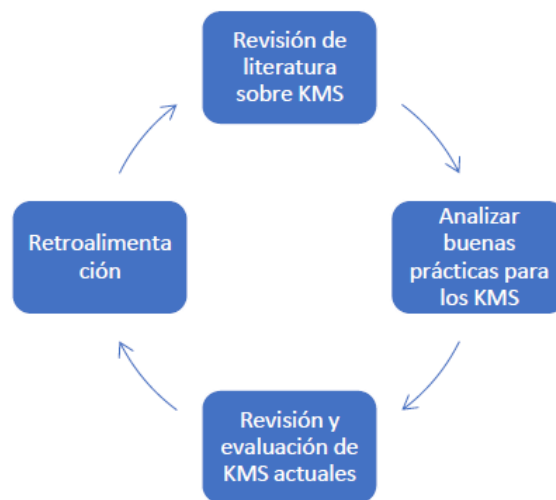 Revisión de
literatura
sobre KMS
Analizar
buenas
prácticas para
los KMS
Revisión y
evaluación de
KMS actuales
Retroalimenta
ción